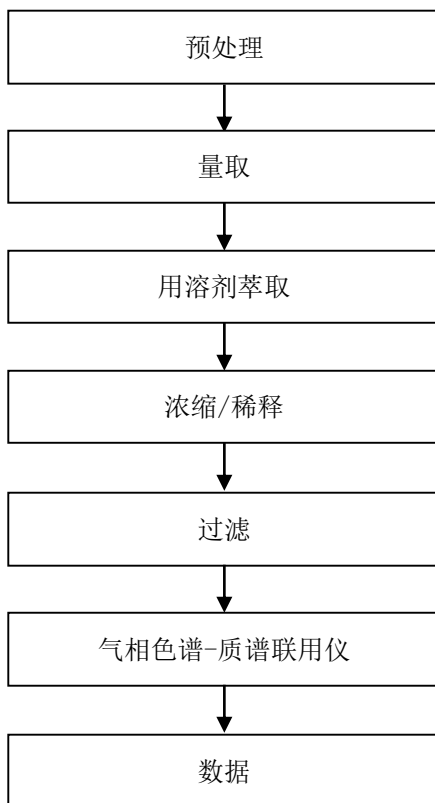 预处理
量取
用溶剂萃取
浓缩/稀释
过滤
气相色谱-质谱联用仪
数据